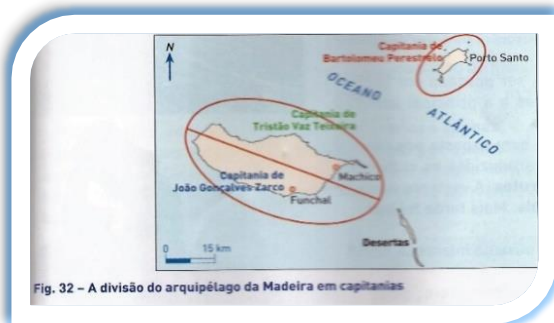 N
Capitania de
Bartolomeu Perestrelo
Porto Santo
OCEANO
ATLÂNTICO
Capitania de
Tristão Vaz Teixeira
Capitania de
João Gonçalves Zarco
Machico
Funchal
Desertas
0 15 km
Fig. 32 – A divisão do arquipélago da Madeira em capitanias